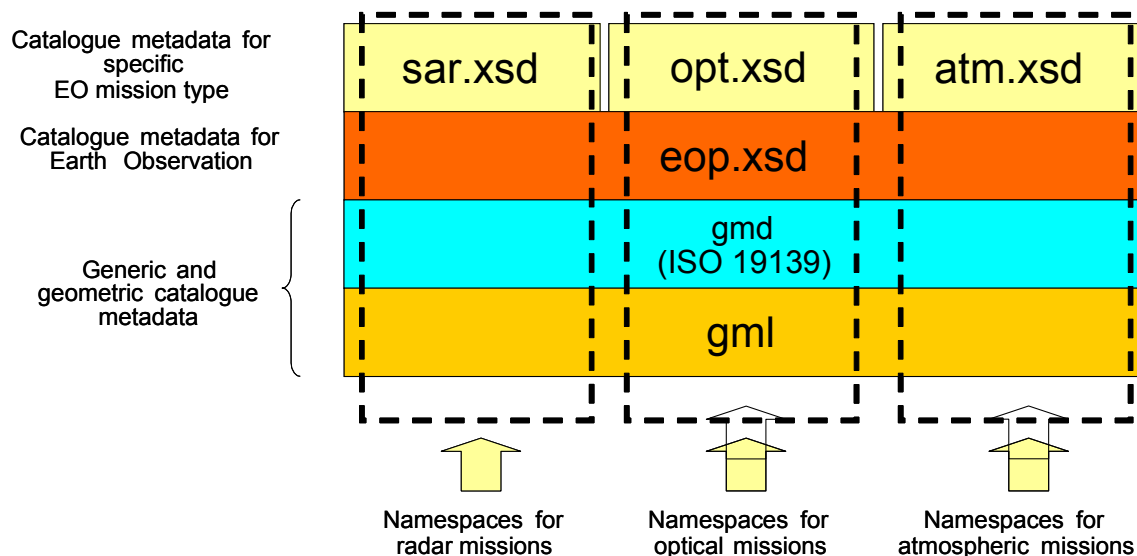 Catalogue metadata for
specific
EO mission type
sar.xsd
opt.xsd
atm.xsd
Catalogue metadata for
Earth Observation
eop.xsd
gmd
(ISO 19139)
Generic and
geometric catalogue
metadata
gml
Namespaces for
radar missions
Namespaces for
optical missions
Namespaces for
atmospheric missions